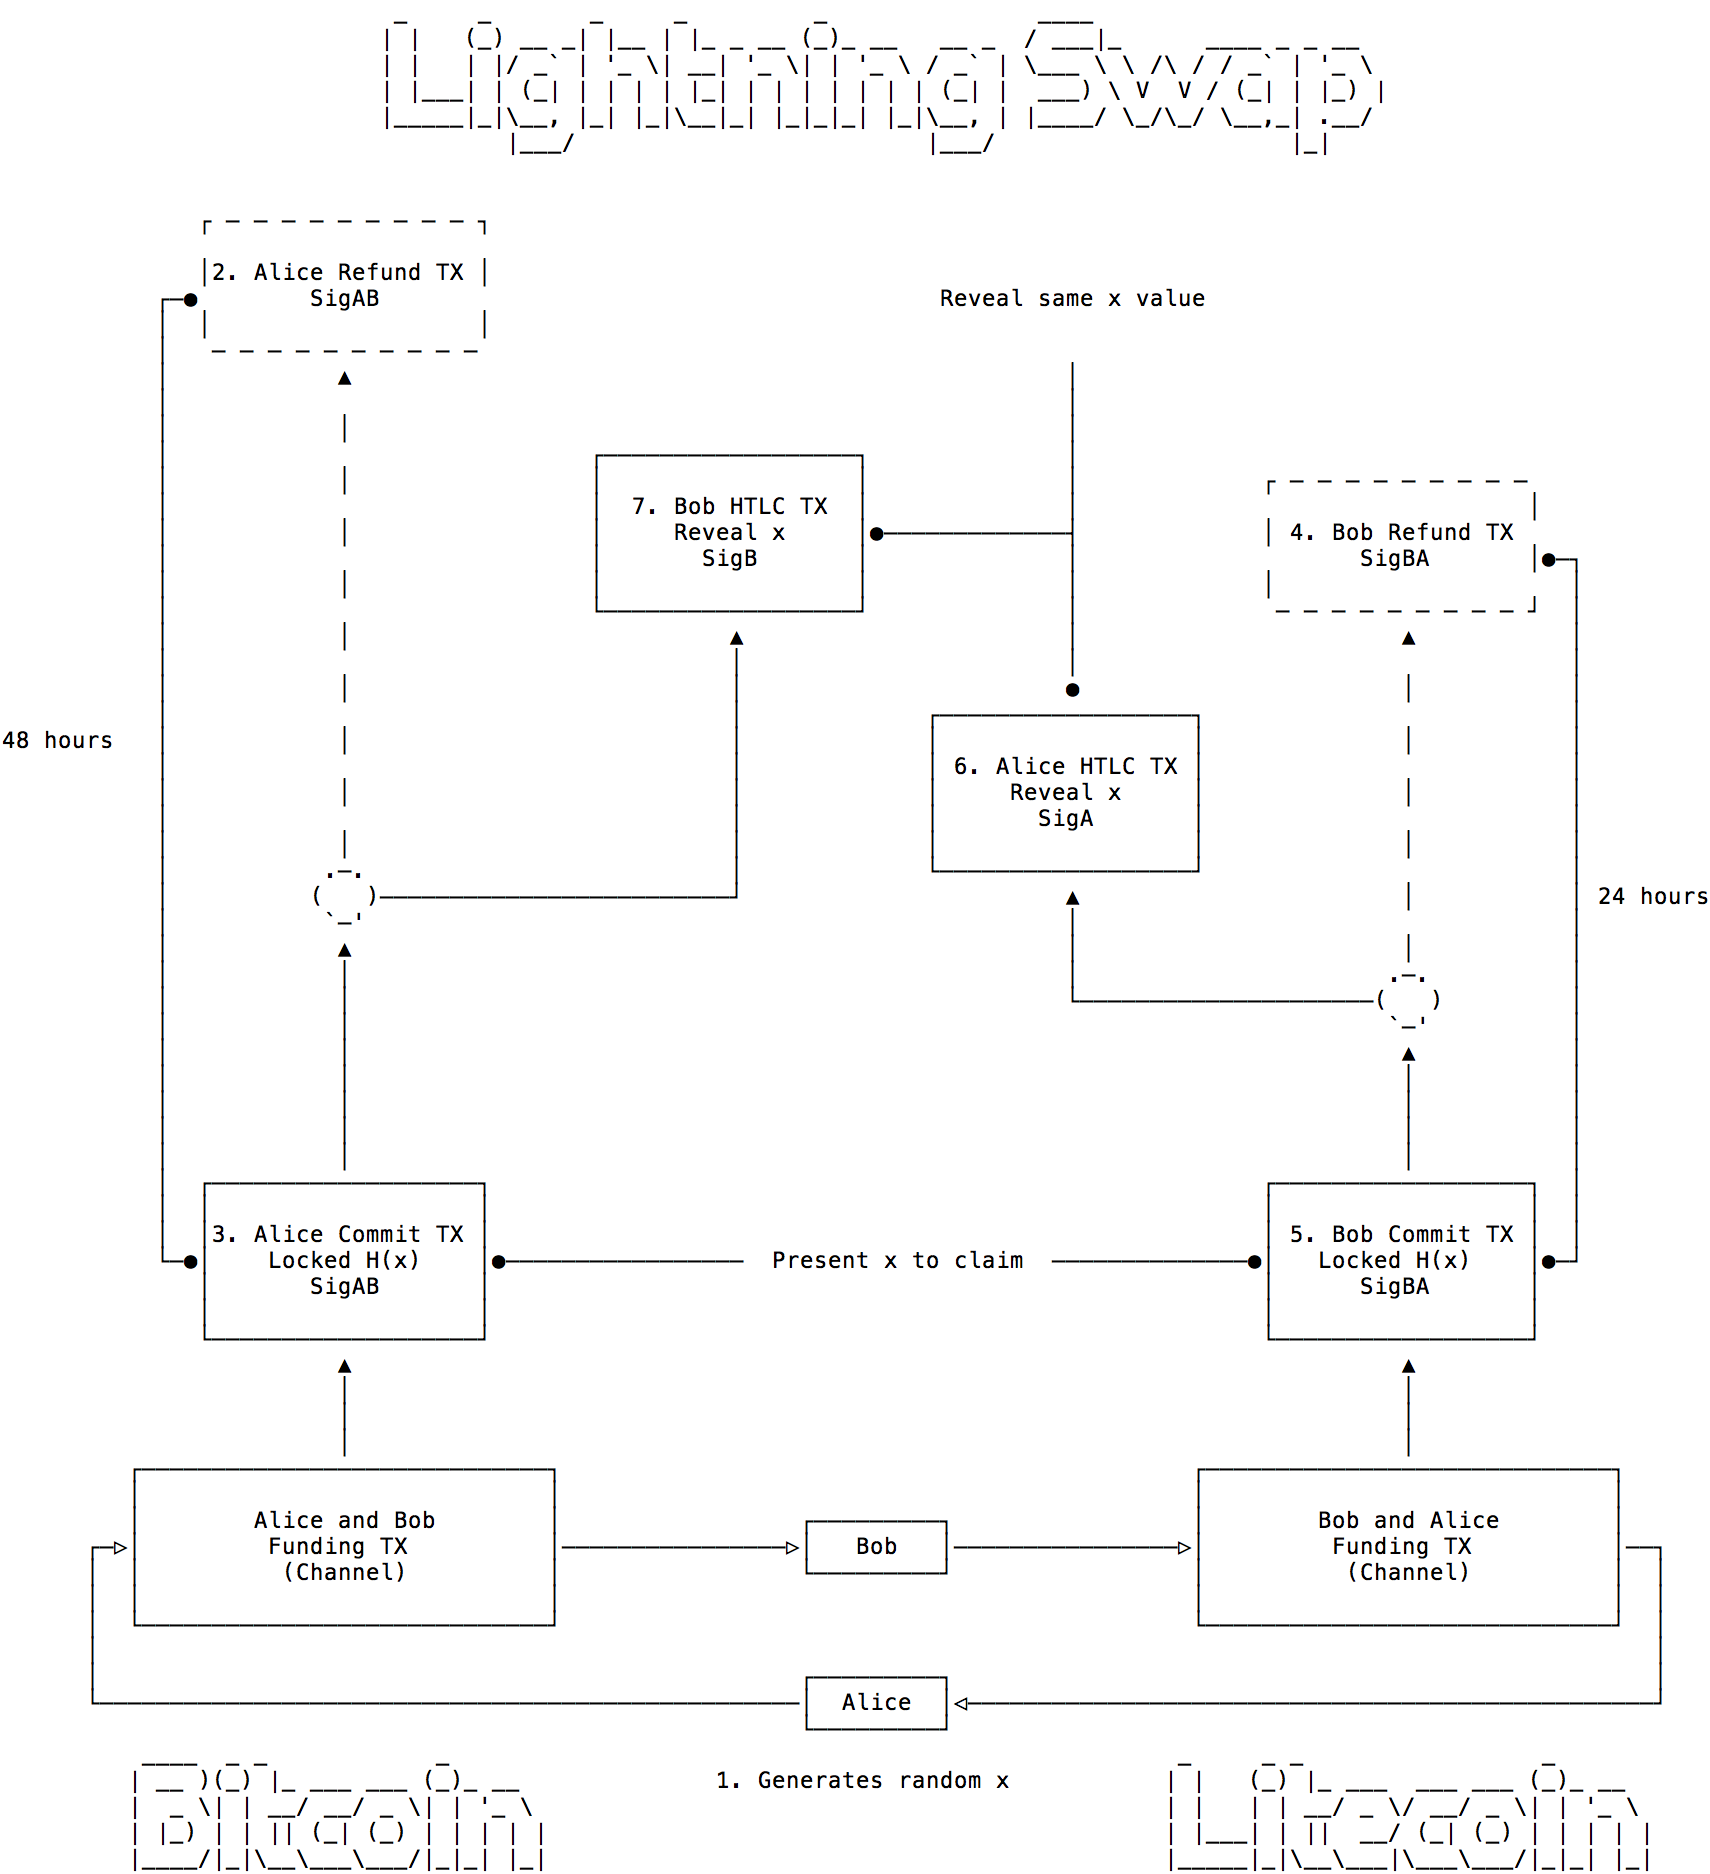 Lightning Swap
2. Alice Refund TX
SigAB
Reveal same x value
7. Bob HTLC TX
Reveal x
SigB
4. Bob Refund TX
SigBA
48 hours
6. Alice HTLC TX
Reveal x
SigA
24 hours
3. Alice Commit TX
Locked H(x)
SigAB
Present x to claim
5. Bob Commit TX
Locked H(x)
SigBA
Alice and Bob
Funding TX
(Channel)
Bob
Bob and Alice
Funding TX
(Channel)
Alice
1. Generates random x
Bitcoin
Litecoin